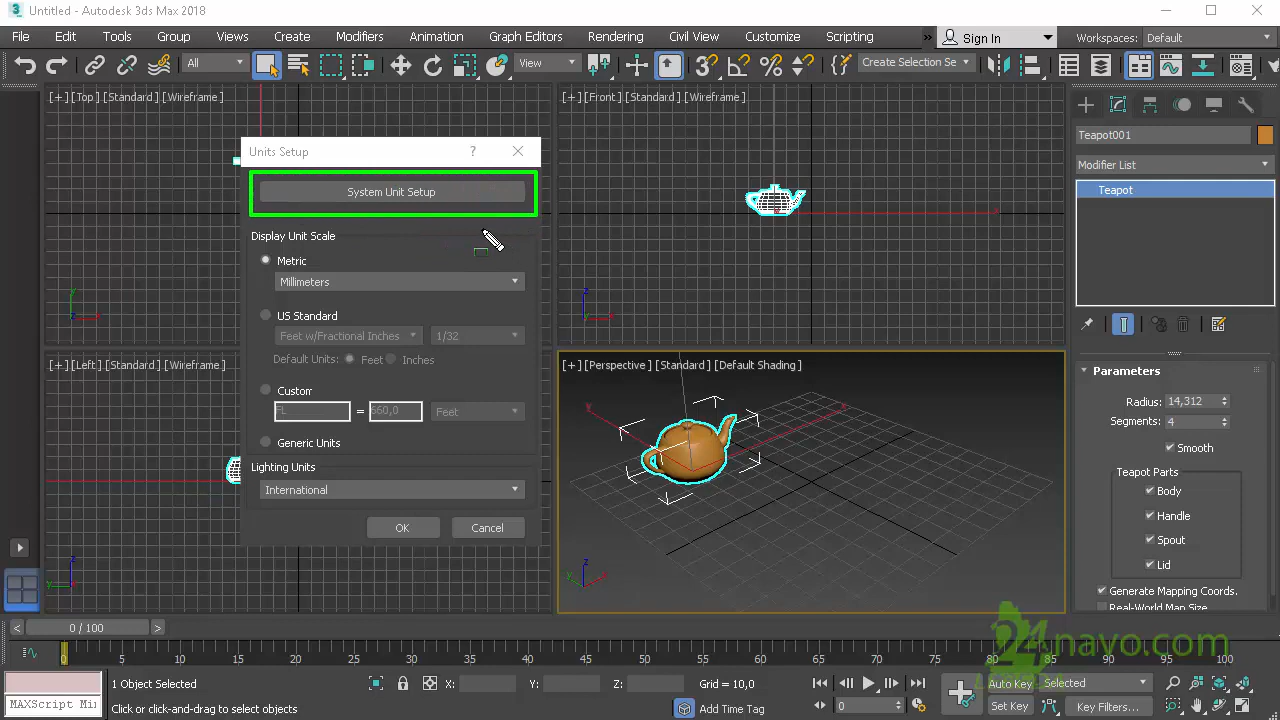 Untitled - Autodesk 3ds Max 2018
File Edit Tools Group Views Create Modifiers Animation Graph Editors Rendering Civil View Customize Scripting » Sign In Workspaces: Default
All View Create Selection Se
[+] [Top] [Standard] [Wireframe]
[+] [Front] [Standard] [Wireframe]
Teapot001
Units Setup ?
Modifier List
System Unit Setup
Teapot
Display Unit Scale
Metric
Millimeters
US Standard
Feet w/Fractional Inches 1/32
Default Units: Feet Inches
[+] [Left] [Standard] [Wireframe]
[+] [Perspective] [Standard] [Default Shading]
Parameters
Custom
FL = 660,0 Feet
Radius: 14,312
Segments: 4
Smooth
Generic Units
Lighting Units
International
Teapot Parts
Body
Handle
Spout
Lid
OK Cancel
Generate Mapping Coords.
Real-World Map Size
< 0 / 100 >
24navo.com
0 5 10 15 20 25 30 35 40 45 50 55 60 65 70 75 80 85 90 95 100
1 Object Selected X: Y: Z: Grid = 10,0 Auto Key Selected
MAXScript Mi Click or click-and-drag to select objects Add Time Tag 0 Set Key Key Filters...